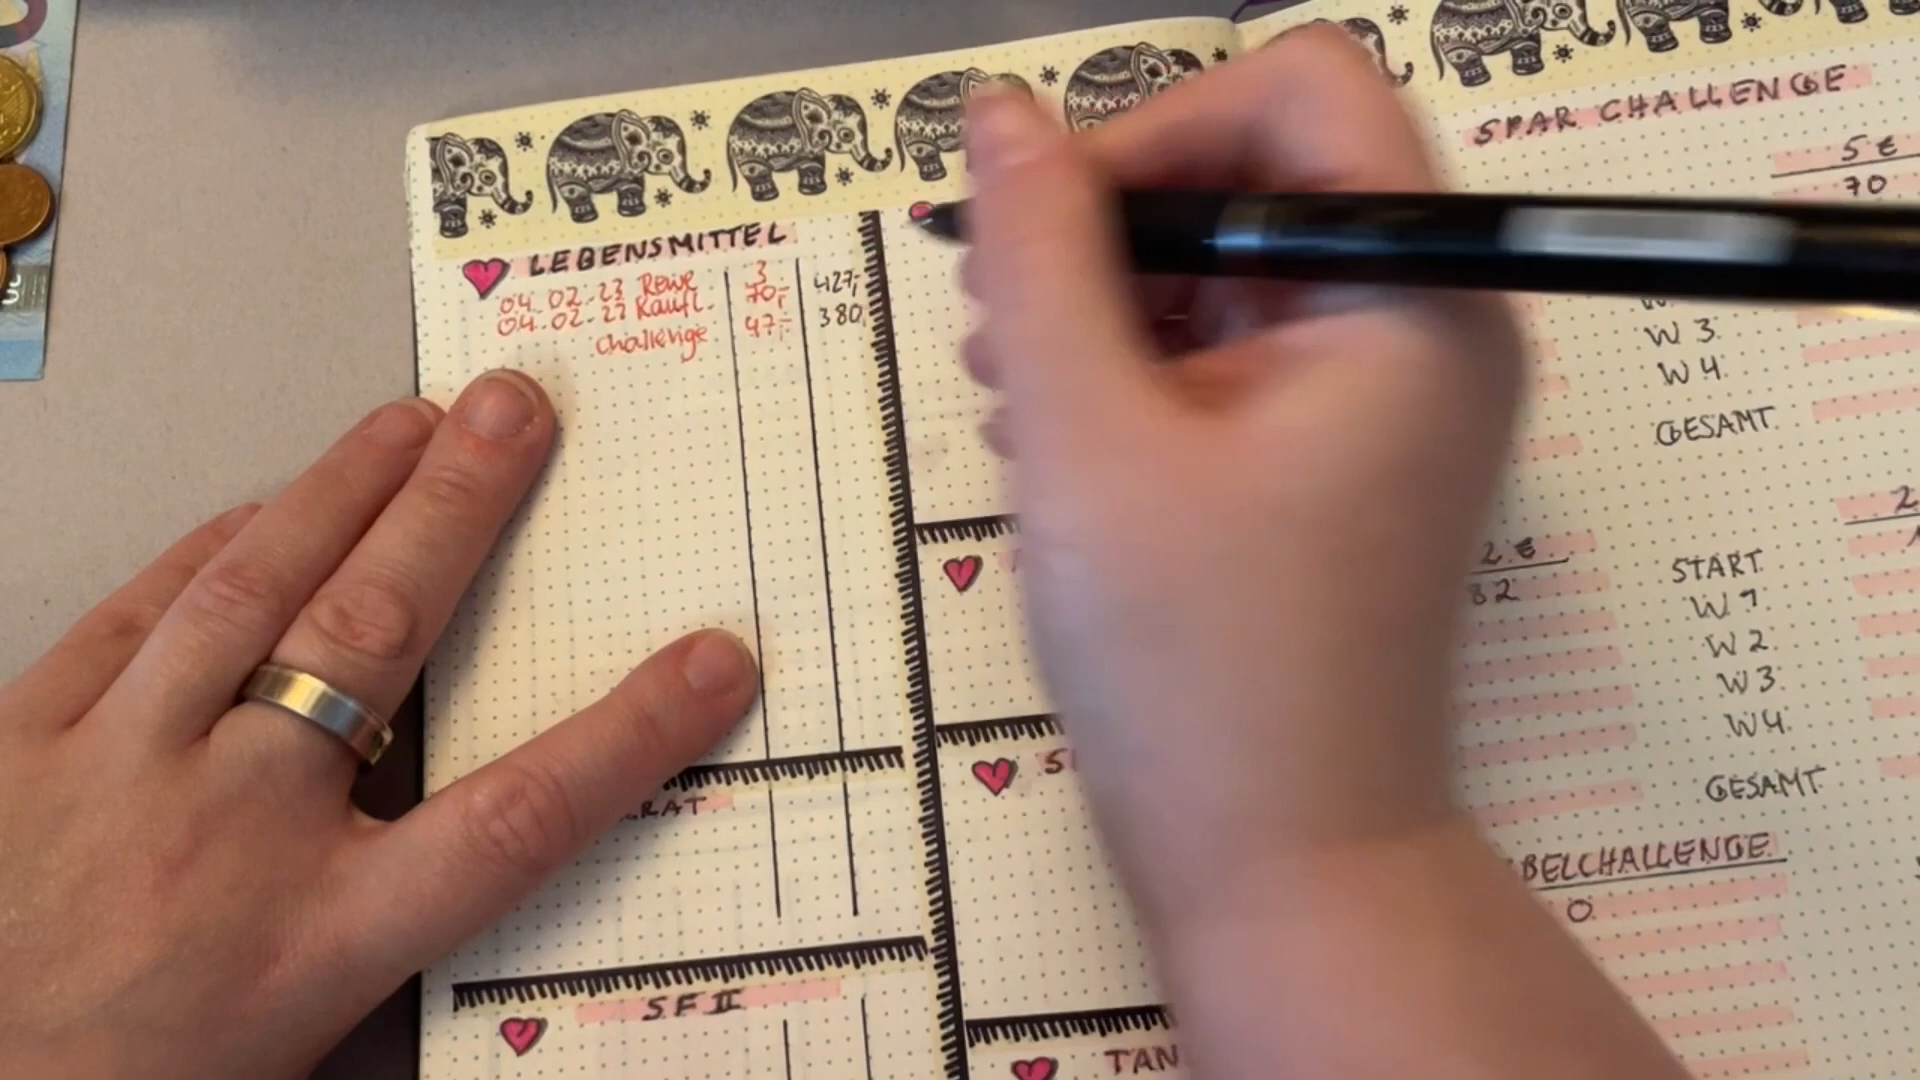 LEBENSMITTEL
04.02.23 Rewe 3
04.02.23 Kaufl. 70,- 427,-
Challenge 47,- 380,
SF II
TAN
SPAR CHALLENGE
5 €
70
W 3
W 4
GESAMT
2 €
82
START
W 1
W 2
W 3
W 4
GESAMT
BELCHALLENGE
0